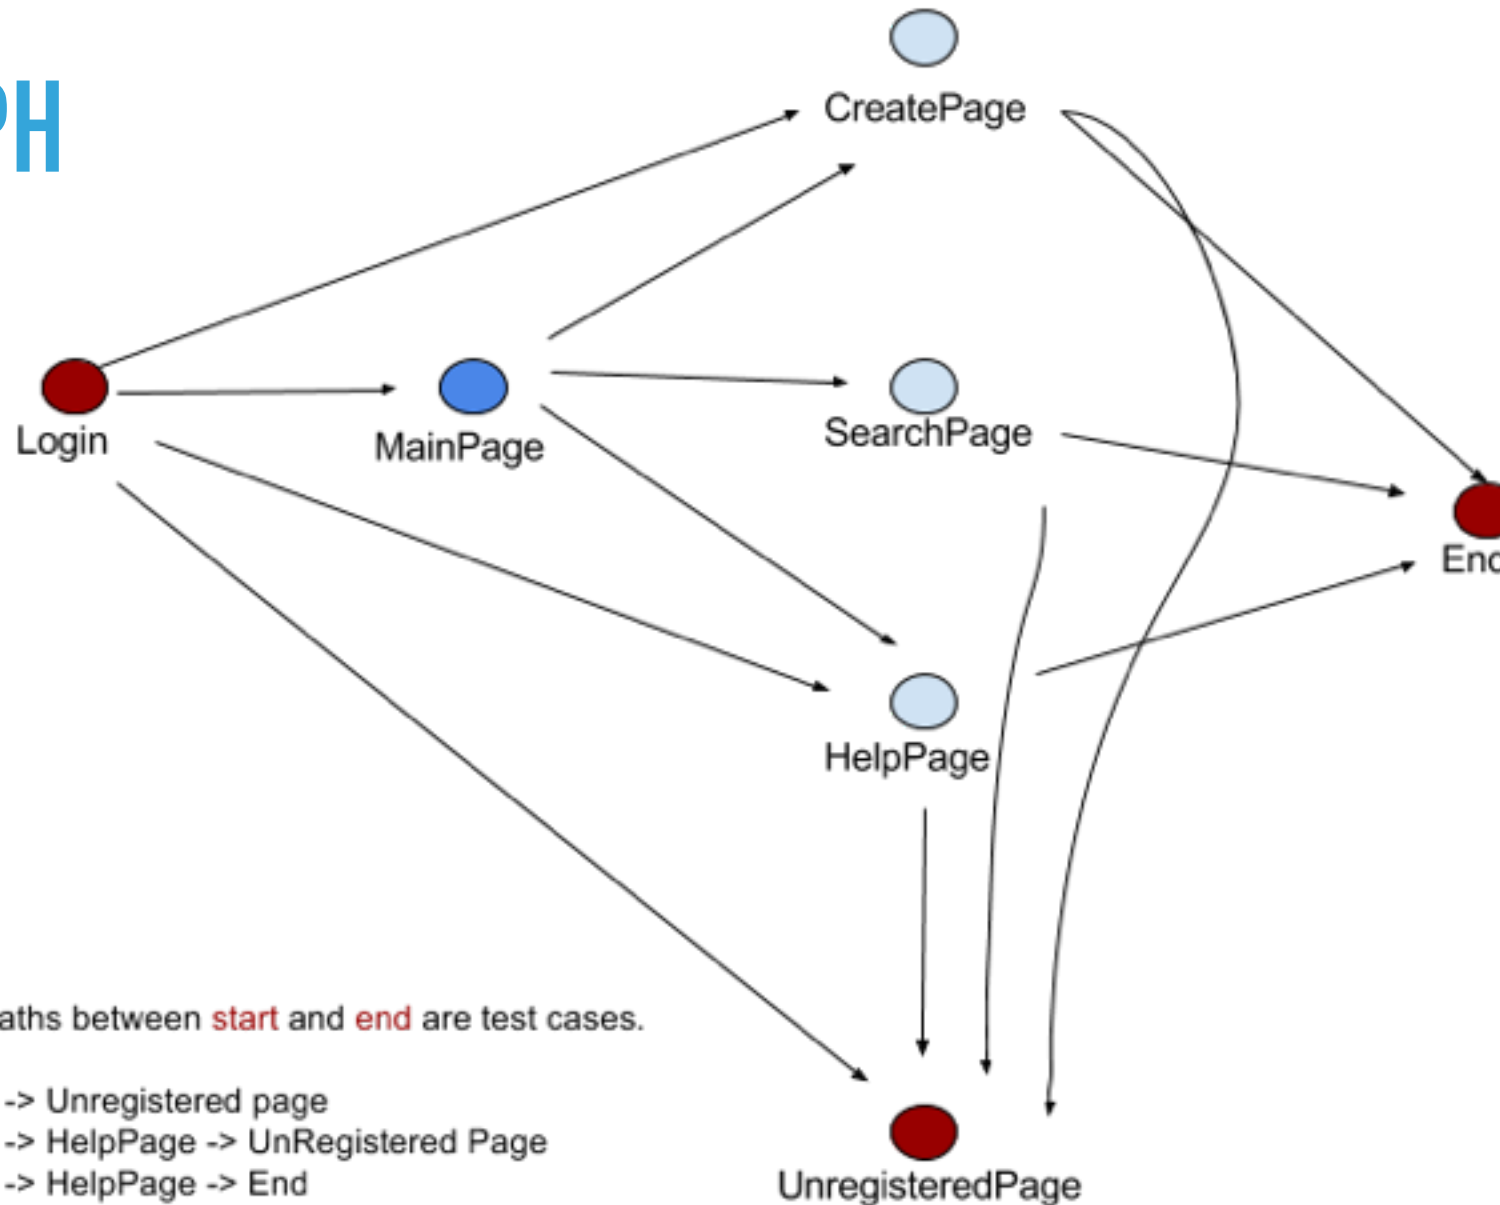 PH
CreatePage
Login
MainPage
SearchPage
End
HelpPage
aths between start and end are test cases.
-> Unregistered page
-> HelpPage -> UnRegistered Page
-> HelpPage -> End
UnregisteredPage